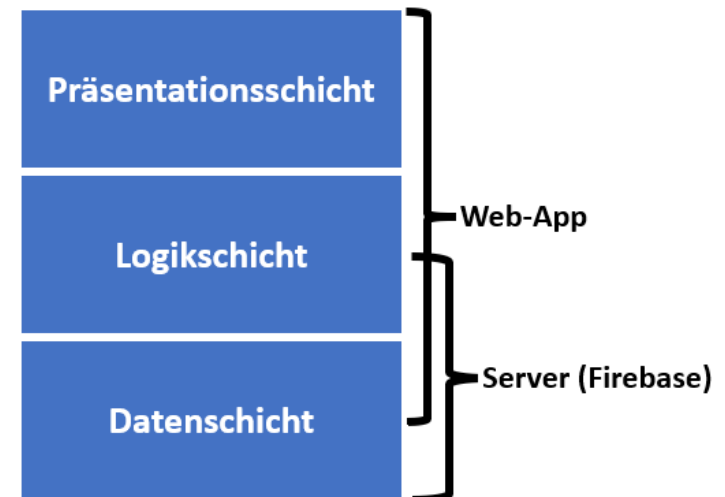 Präsentationsschicht
Web-App
Logikschicht
Server (Firebase)
Datenschicht